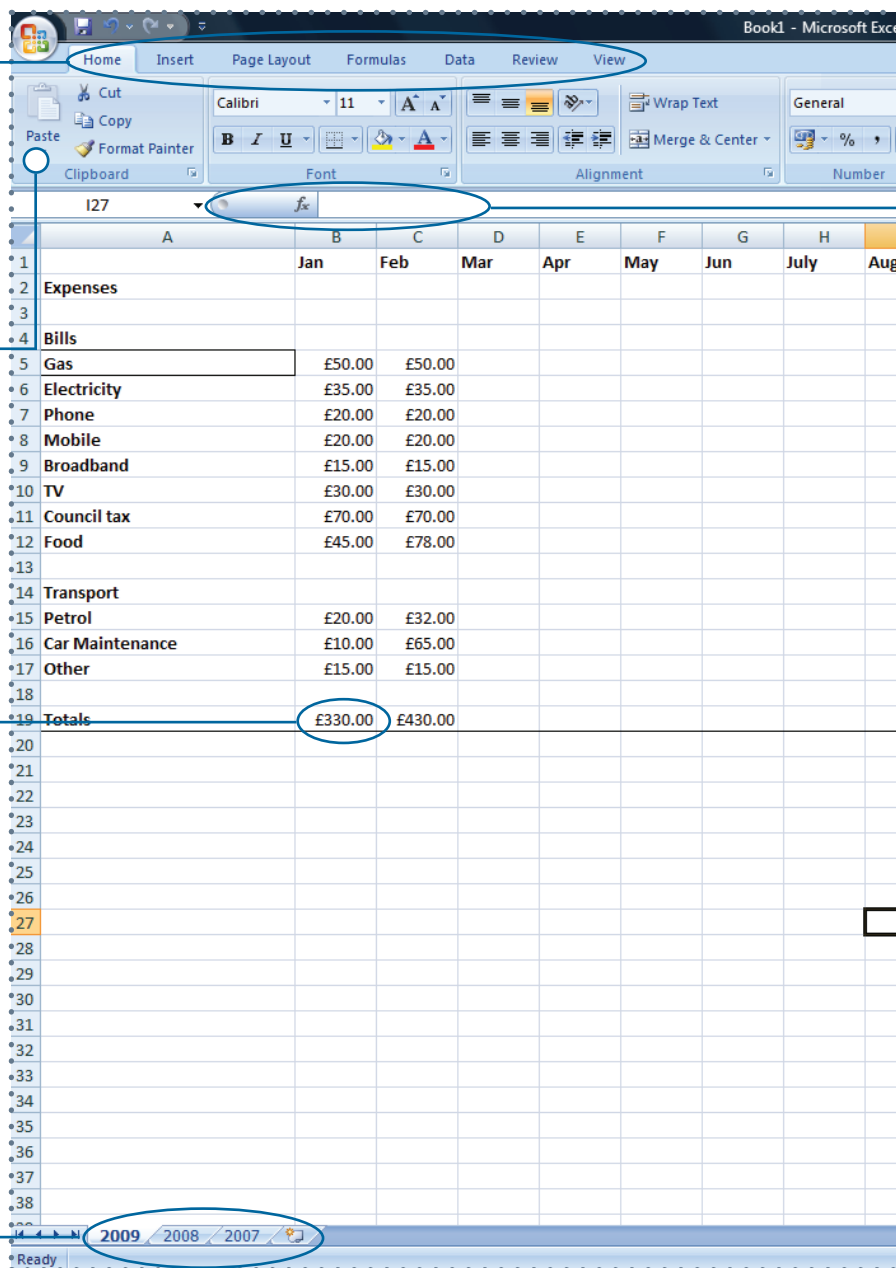 Book1 - Microsoft Exce
Home Insert Page Layout Formulas Data Review View
Paste
Cut
Copy
Format Painter
Clipboard
Calibri 11 A A
B I U A
Font
Wrap Text
Merge & Center
Alignment
General
% ,
Number
I27 fx
A B C D E F G H
1 Jan Feb Mar Apr May Jun July Aug
2 Expenses
3
4 Bills
5 Gas £50.00 £50.00
6 Electricity £35.00 £35.00
7 Phone £20.00 £20.00
8 Mobile £20.00 £20.00
9 Broadband £15.00 £15.00
10 TV £30.00 £30.00
11 Council tax £70.00 £70.00
12 Food £45.00 £78.00
13
14 Transport
15 Petrol £20.00 £32.00
16 Car Maintenance £10.00 £65.00
17 Other £15.00 £15.00
18
19 Totals £330.00 £430.00
20
21
22
23
24
25
26
27
28
29
30
31
32
33
34
35
36
37
38
2009 2008 2007
Ready